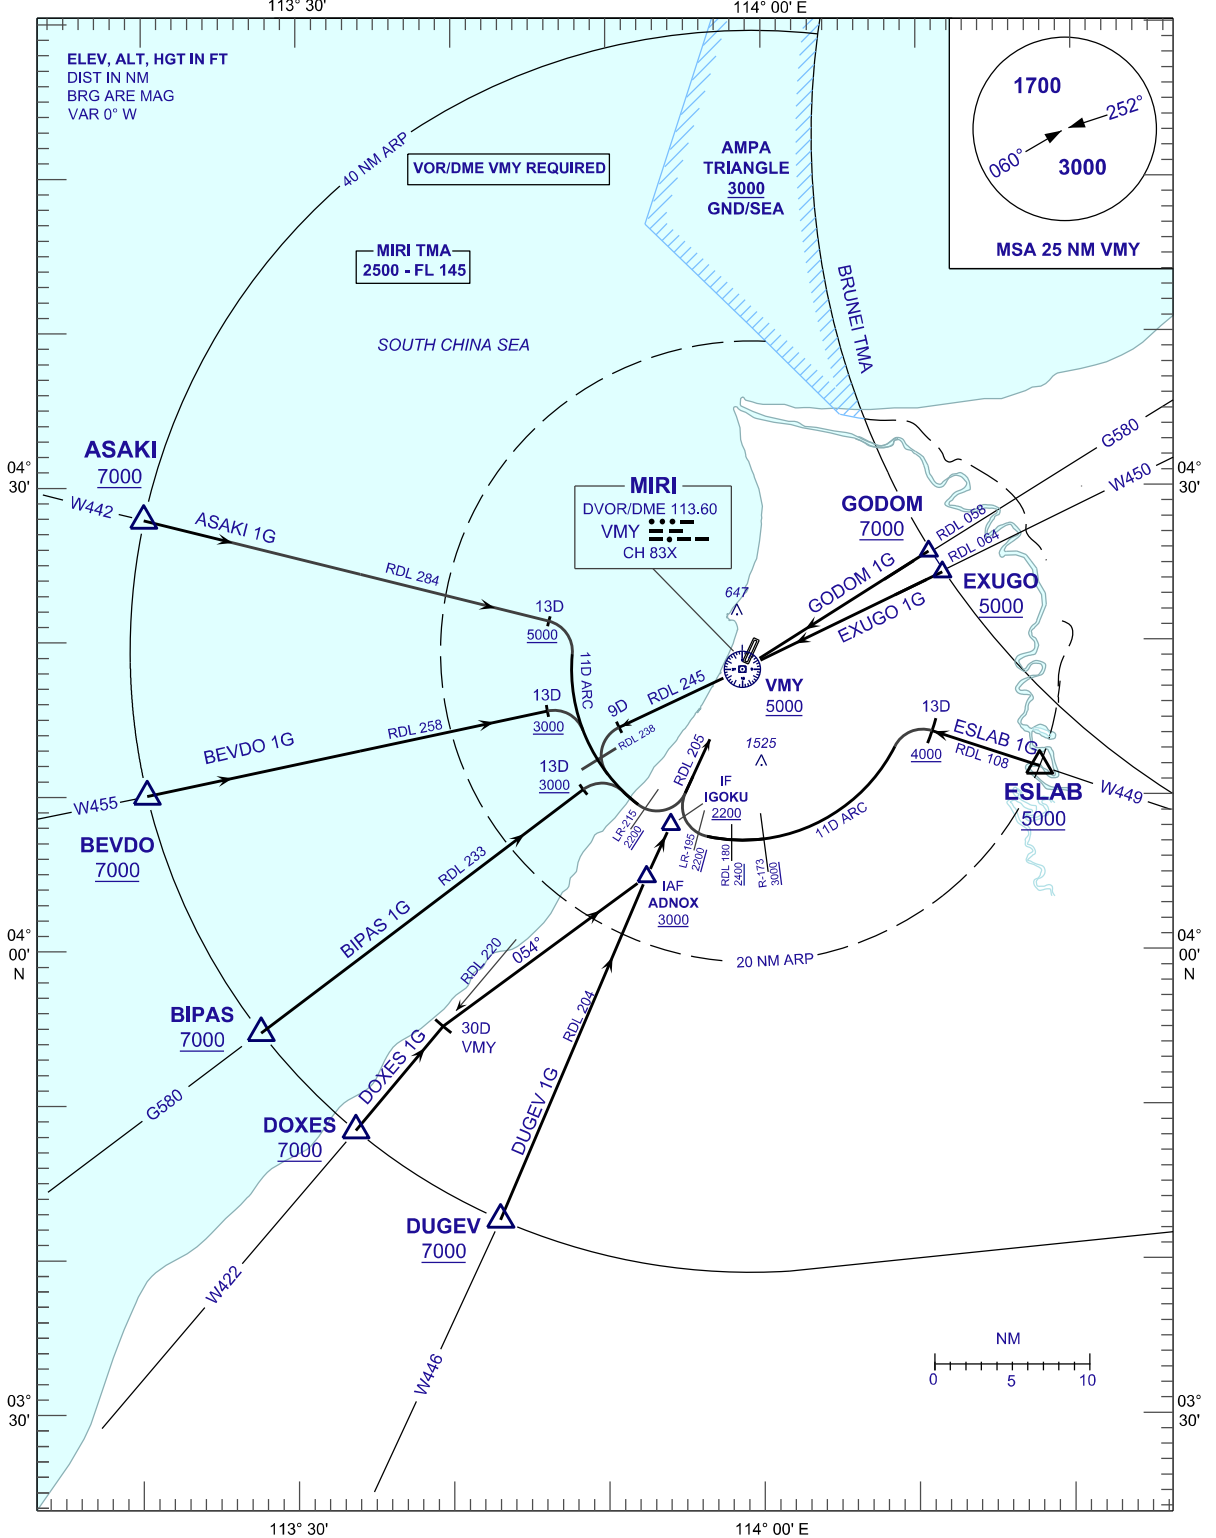 113° 30'
114° 00' E
ELEV, ALT, HGT IN FT
DIST IN NM
BRG ARE MAG
VAR 0° W
40 NM ARP
VOR/DME VMY REQUIRED
MIRI TMA
2500 - FL 145
SOUTH CHINA SEA
AMPA
TRIANGLE
3000
GND/SEA
BRUNEI TMA
1700
252°
060°
3000
MSA 25 NM VMY
04°
30'
04°
30'
ASAKI
7000
W442
ASAKI 1G
RDL 284
13D
5000
11D ARC
MIRI
DVOR/DME 113.60
VMY
CH 83X
647
GODOM
7000
RDL 058
G580
W450
RDL 064
EXUGO
5000
GODOM 1G
EXUGO 1G
VMY
5000
RDL 245
9D
RDL 238
13D
3000
BEVDO 1G
RDL 258
W455
BEVDO
7000
13D
3000
RDL 205
1525
IF
IGOKU
2200
LR-215
2200
LR-195
2200
RDL 180
2400
R-173
3000
11D ARC
13D
4000
ESLAB 1G
RDL 108
ESLAB
5000
W449
IAF
ADNOX
3000
RDL 233
BIPAS 1G
BIPAS
7000
G580
04°
00'
N
04°
00'
N
20 NM ARP
RDL 220
054°
30D
VMY
DOXES 1G
DOXES
7000
W422
RDL 204
DUGEV 1G
DUGEV
7000
W446
NM
0 5 10
03°
30'
03°
30'
113° 30'
114° 00' E